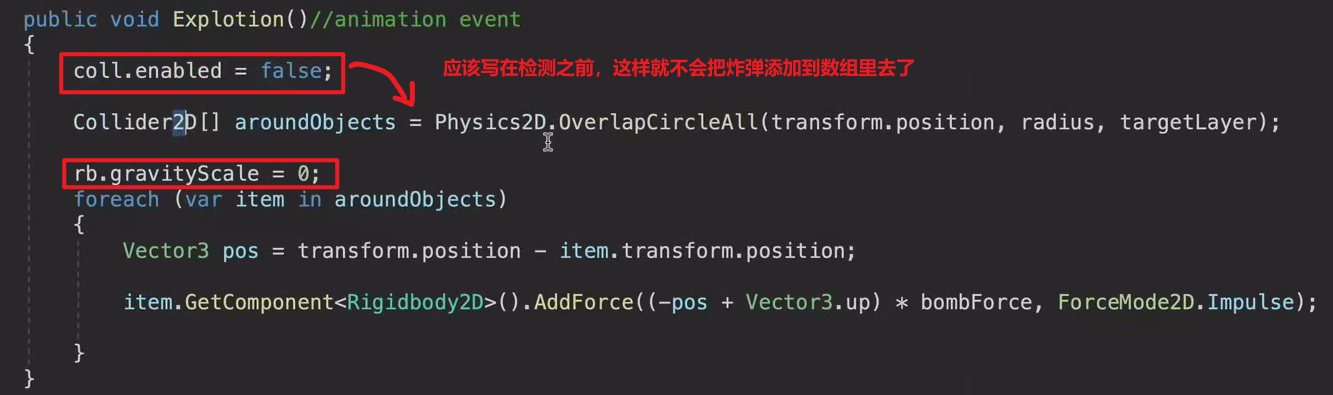 public void Explotion()//animation event
{
coll.enabled = false;
应该写在检测之前，这样就不会把炸弹添加到数组里去了
Collider2D[] aroundObjects = Physics2D.OverlapCircleAll(transform.position, radius, targetLayer);
rb.gravityScale = 0;
foreach (var item in aroundObjects)
{
Vector3 pos = transform.position - item.transform.position;
item.GetComponent<Rigidbody2D>().AddForce((-pos + Vector3.up) * bombForce, ForceMode2D.Impulse);
}
}